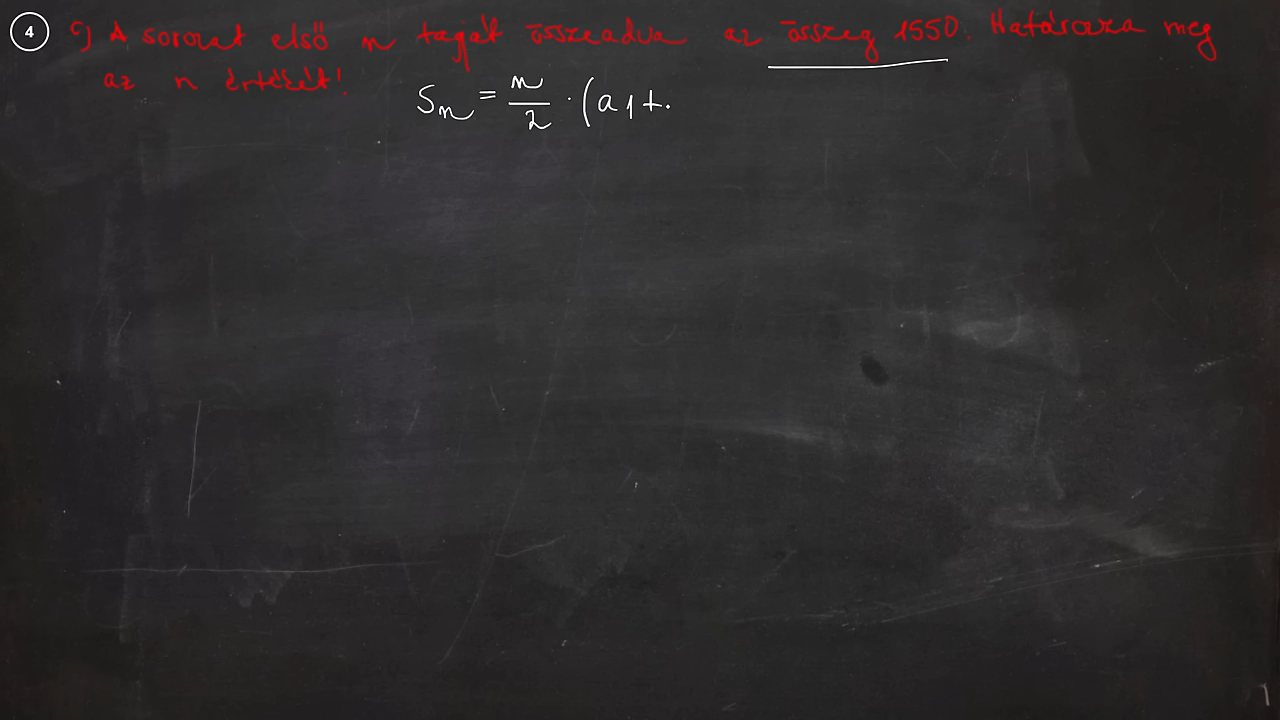 4 c) A sorozat első n tagját összeadva az összeg 1550. Határozza meg
az n értékét!
Sn = n/2 · (a1 +